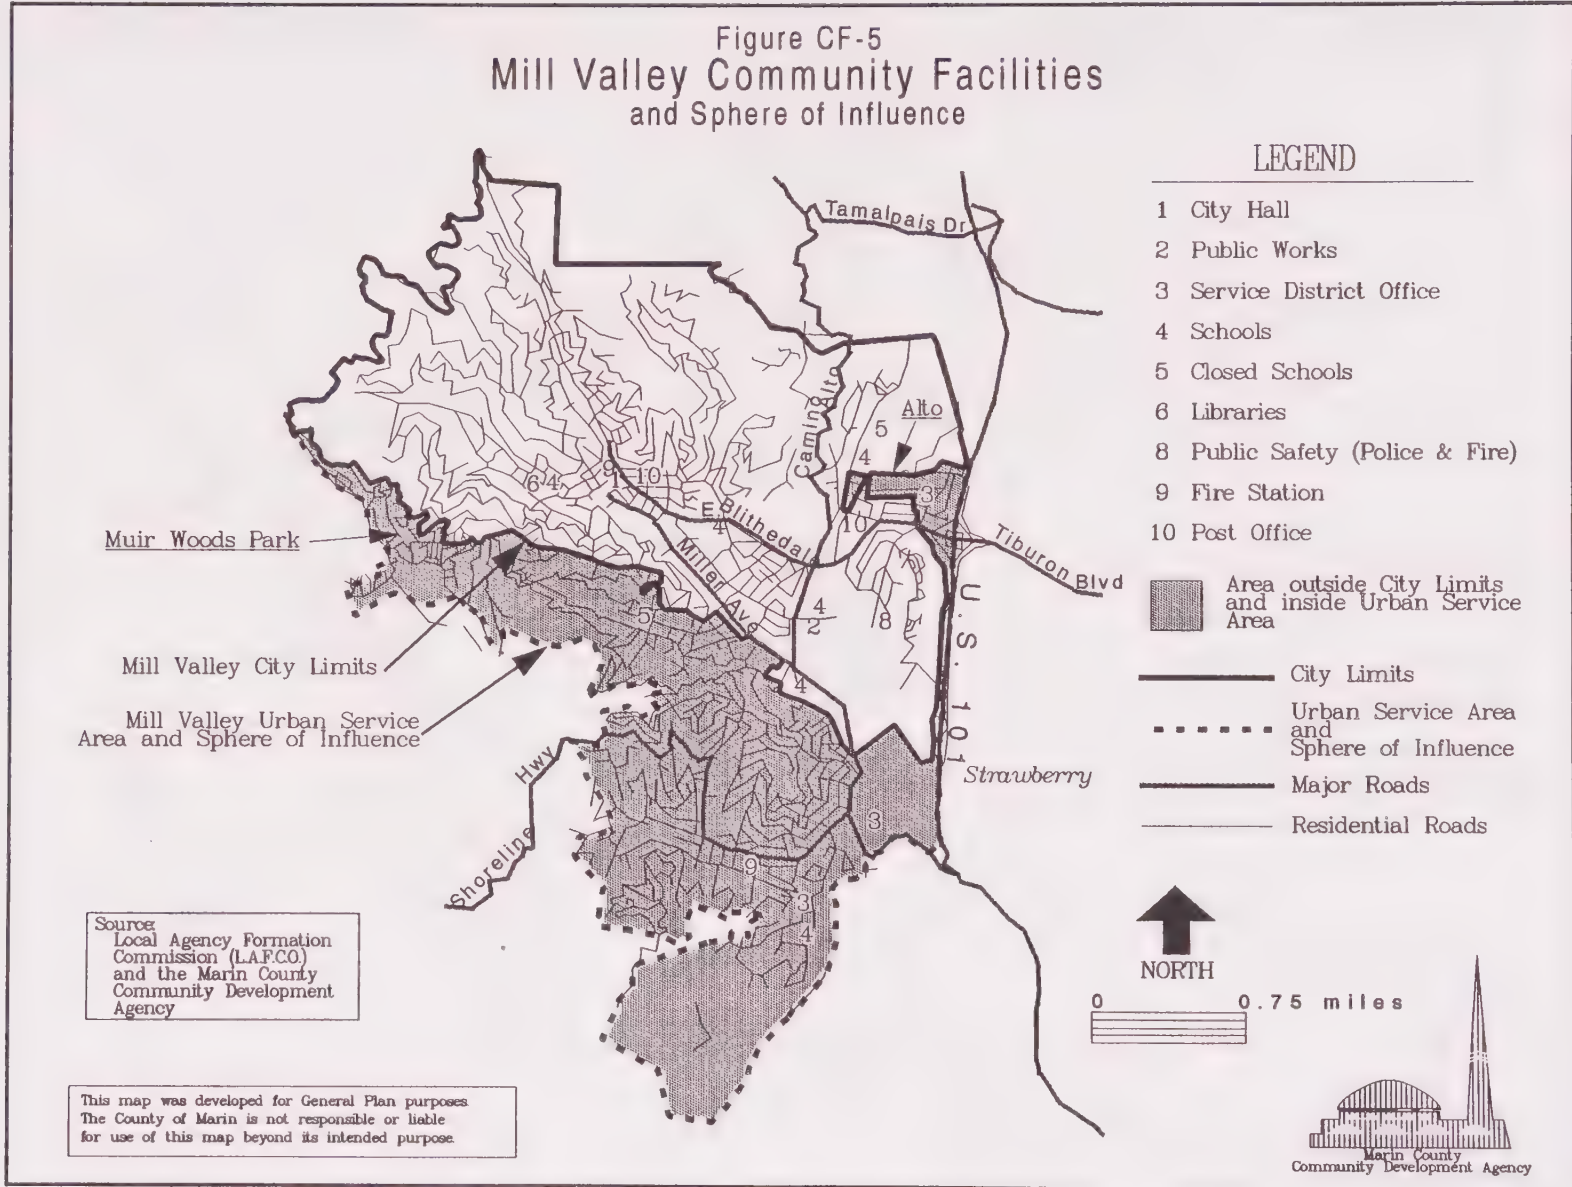 Figure CF-5
Mill Valley Community Facilities
and Sphere of Influence
LEGEND
1 City Hall
2 Public Works
3 Service District Office
4 Schools
5 Closed Schools
6 Libraries
8 Public Safety (Police & Fire)
9 Fire Station
10 Post Office
Area outside City Limits
and inside Urban Service
Area
City Limits
Urban Service Area
and
Sphere of Influence
Major Roads
Residential Roads
Tamalpais Dr
Camino Alto
Alto
5
4
3
10
9
1
10
6
4
E. Blithedale
4
Miller Ave
Tiburon Blvd
U.S. 101
Muir Woods Park
Mill Valley City Limits
Mill Valley Urban Service
Area and Sphere of Influence
5
4
2
8
4
Strawberry
Shoreline Hwy
3
9
3
4
NORTH
0 0.75 miles
Source:
Local Agency Formation
Commission (L.A.F.C.O.)
and the Marin County
Community Development
Agency
This map was developed for General Plan purposes.
The County of Marin is not responsible or liable
for use of this map beyond its intended purpose.
Marin County
Community Development Agency